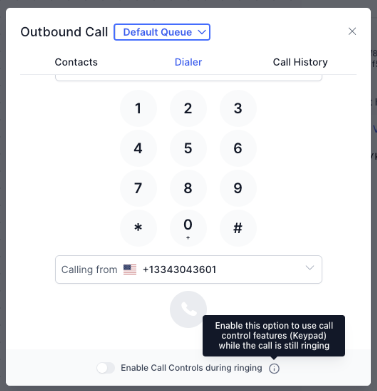 Outbound Call Default Queue
Contacts Dialer Call History
1 2 3
4 5 6
7 8 9
* 0 #
+
Calling from +13343043601
Enable this option to use call
control features (Keypad)
while the call is still ringing
Enable Call Controls during ringing